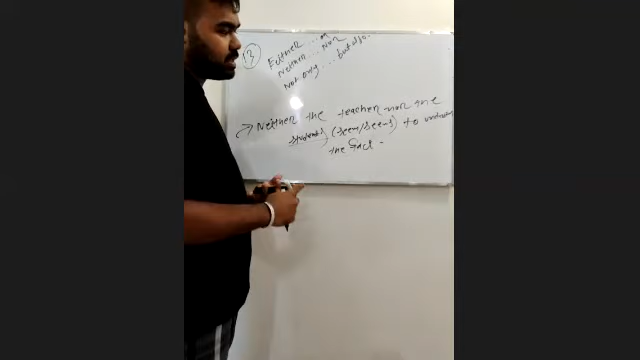 13
Either ... or
Neither ... Nor
Not only ... but also.
→ Neither the teacher nor the
students (seem/seems) to understand
the fact.